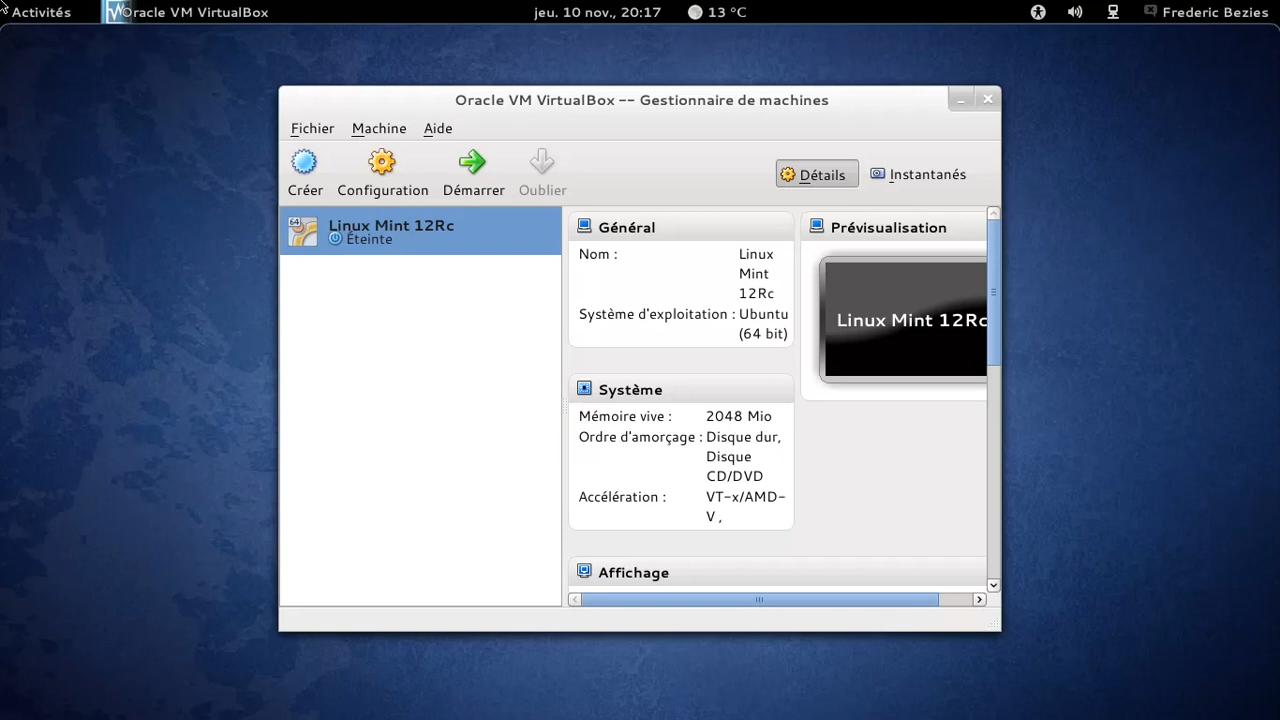 Activités
Oracle VM VirtualBox
jeu. 10 nov., 20:17
13 °C
Frederic Bezies
Oracle VM VirtualBox -- Gestionnaire de machines
Fichier Machine Aide
Créer Configuration Démarrer Oublier
Détails Instantanés
64
Linux Mint 12Rc
Éteinte
Général
Nom : Linux
Mint
12Rc
Système d'exploitation : Ubuntu
(64 bit)
Système
Mémoire vive : 2048 Mio
Ordre d'amorçage : Disque dur,
Disque
CD/DVD
Accélération : VT-x/AMD-
V ,
Affichage
Prévisualisation
Linux Mint 12Rc